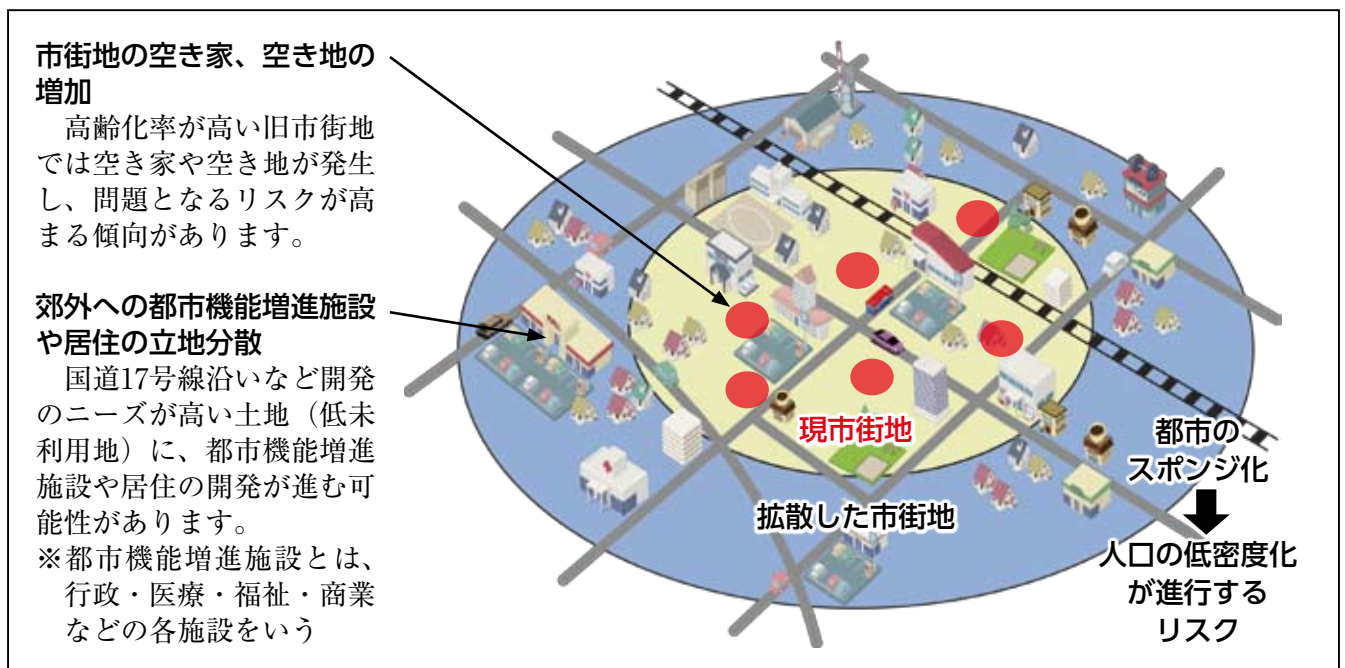 市街地の空き家、空き地の
増加
高齢化率が高い旧市街地
では空き家や空き地が発生
し、問題となるリスクが高
まる傾向があります。
郊外への都市機能増進施設
や居住の立地分散
国道17号線沿いなど開発
のニーズが高い土地（低未
利用地）に、都市機能増進
施設や居住の開発が進む可
能性があります。
※都市機能増進施設とは、
行政・医療・福祉・商業
などの各施設をいう
現市街地
拡散した市街地
都市の
スポンジ化
人口の低密度化
が進行する
リスク